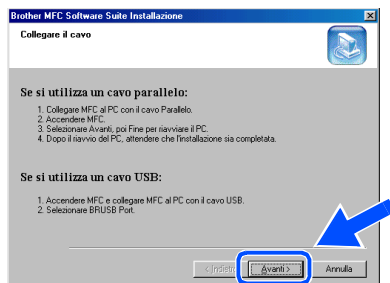 Brother MFC Software Suite Installazione
Collegare il cavo
Se si utilizza un cavo parallelo:
1. Collegare MFC al PC con il cavo Parallelo.
2. Accendere MFC.
3. Selezionare Avanti, poi Fine per riavviare il PC.
4. Dopo il riavvio del PC, attendere che l'installazione sia completata.
Se si utilizza un cavo USB:
1. Accendere MFC e collegare MFC al PC con il cavo USB.
2. Selezionare BRUSB Port.
< Indietro Avanti > Annulla